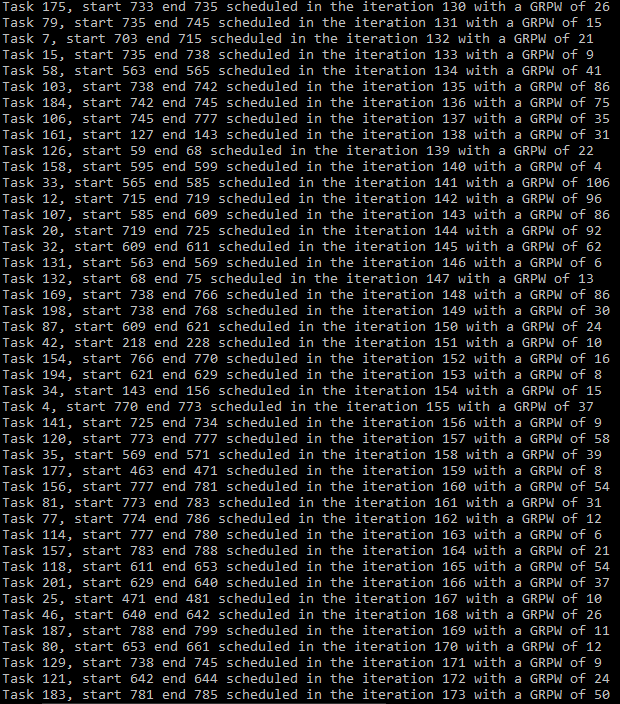 Task 175, start 733 end 735 scheduled in the iteration 130 with a GRPW of 26
Task 79, start 735 end 745 scheduled in the iteration 131 with a GRPW of 15
Task 7, start 703 end 715 scheduled in the iteration 132 with a GRPW of 21
Task 15, start 735 end 738 scheduled in the iteration 133 with a GRPW of 9
Task 58, start 563 end 565 scheduled in the iteration 134 with a GRPW of 41
Task 103, start 738 end 742 scheduled in the iteration 135 with a GRPW of 86
Task 184, start 742 end 745 scheduled in the iteration 136 with a GRPW of 75
Task 106, start 745 end 777 scheduled in the iteration 137 with a GRPW of 35
Task 161, start 127 end 143 scheduled in the iteration 138 with a GRPW of 31
Task 126, start 59 end 68 scheduled in the iteration 139 with a GRPW of 22
Task 158, start 595 end 599 scheduled in the iteration 140 with a GRPW of 4
Task 33, start 565 end 585 scheduled in the iteration 141 with a GRPW of 106
Task 12, start 715 end 719 scheduled in the iteration 142 with a GRPW of 96
Task 107, start 585 end 609 scheduled in the iteration 143 with a GRPW of 86
Task 20, start 719 end 725 scheduled in the iteration 144 with a GRPW of 92
Task 32, start 609 end 611 scheduled in the iteration 145 with a GRPW of 62
Task 131, start 563 end 569 scheduled in the iteration 146 with a GRPW of 6
Task 132, start 68 end 75 scheduled in the iteration 147 with a GRPW of 13
Task 169, start 738 end 766 scheduled in the iteration 148 with a GRPW of 86
Task 198, start 738 end 768 scheduled in the iteration 149 with a GRPW of 30
Task 87, start 609 end 621 scheduled in the iteration 150 with a GRPW of 24
Task 42, start 218 end 228 scheduled in the iteration 151 with a GRPW of 10
Task 154, start 766 end 770 scheduled in the iteration 152 with a GRPW of 16
Task 194, start 621 end 629 scheduled in the iteration 153 with a GRPW of 8
Task 34, start 143 end 156 scheduled in the iteration 154 with a GRPW of 15
Task 4, start 770 end 773 scheduled in the iteration 155 with a GRPW of 37
Task 141, start 725 end 734 scheduled in the iteration 156 with a GRPW of 9
Task 120, start 773 end 777 scheduled in the iteration 157 with a GRPW of 58
Task 35, start 569 end 571 scheduled in the iteration 158 with a GRPW of 39
Task 177, start 463 end 471 scheduled in the iteration 159 with a GRPW of 8
Task 156, start 777 end 781 scheduled in the iteration 160 with a GRPW of 54
Task 81, start 773 end 783 scheduled in the iteration 161 with a GRPW of 31
Task 77, start 774 end 786 scheduled in the iteration 162 with a GRPW of 12
Task 114, start 777 end 780 scheduled in the iteration 163 with a GRPW of 6
Task 157, start 783 end 788 scheduled in the iteration 164 with a GRPW of 21
Task 118, start 611 end 653 scheduled in the iteration 165 with a GRPW of 54
Task 201, start 629 end 640 scheduled in the iteration 166 with a GRPW of 37
Task 25, start 471 end 481 scheduled in the iteration 167 with a GRPW of 10
Task 46, start 640 end 642 scheduled in the iteration 168 with a GRPW of 26
Task 187, start 788 end 799 scheduled in the iteration 169 with a GRPW of 11
Task 80, start 653 end 661 scheduled in the iteration 170 with a GRPW of 12
Task 129, start 738 end 745 scheduled in the iteration 171 with a GRPW of 9
Task 121, start 642 end 644 scheduled in the iteration 172 with a GRPW of 24
Task 183, start 781 end 785 scheduled in the iteration 173 with a GRPW of 50